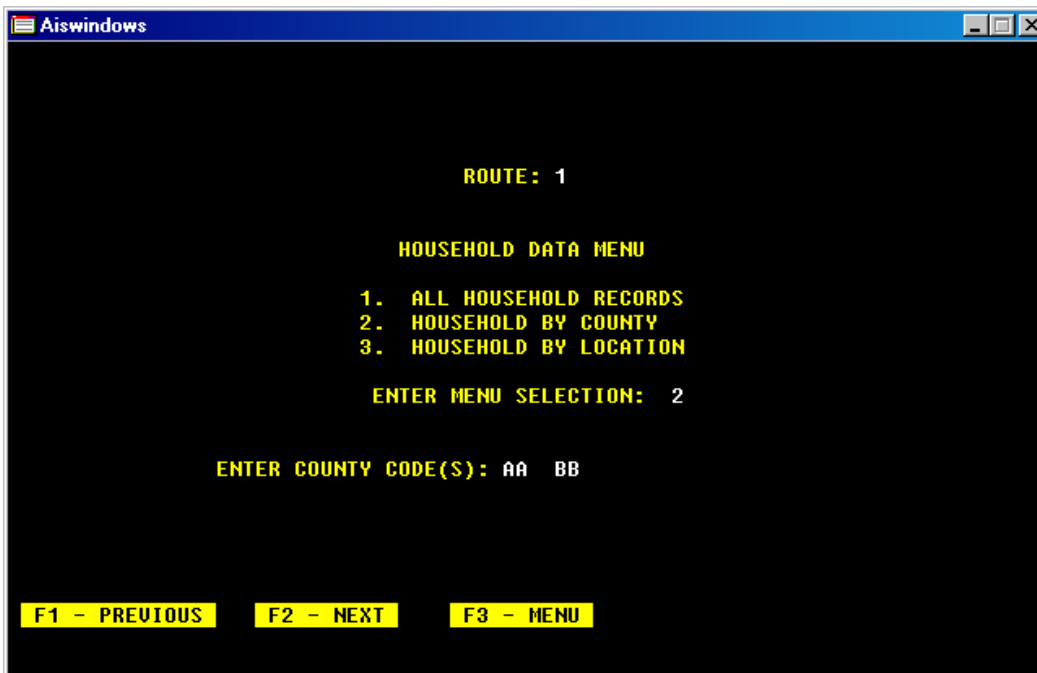 Aiswindows
ROUTE: 1
HOUSEHOLD DATA MENU
1. ALL HOUSEHOLD RECORDS
2. HOUSEHOLD BY COUNTY
3. HOUSEHOLD BY LOCATION
ENTER MENU SELECTION: 2
ENTER COUNTY CODE(S): AA BB
F1 - PREVIOUS F2 - NEXT F3 - MENU